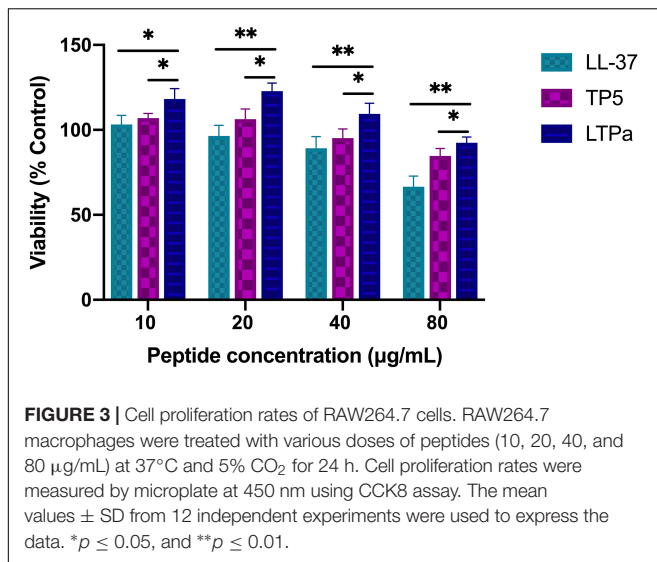 150
100
50
0
Viability (% Control)
* * ** * ** * ** *
LL-37
TP5
LTPa
10 20 40 80
Peptide concentration (µg/mL)
FIGURE 3 | Cell proliferation rates of RAW264.7 cells. RAW264.7
macrophages were treated with various doses of peptides (10, 20, 40, and
80 µg/mL) at 37°C and 5% CO₂ for 24 h. Cell proliferation rates were
measured by microplate at 450 nm using CCK8 assay. The mean
values ± SD from 12 independent experiments were used to express the
data. *p ≤ 0.05, and **p ≤ 0.01.